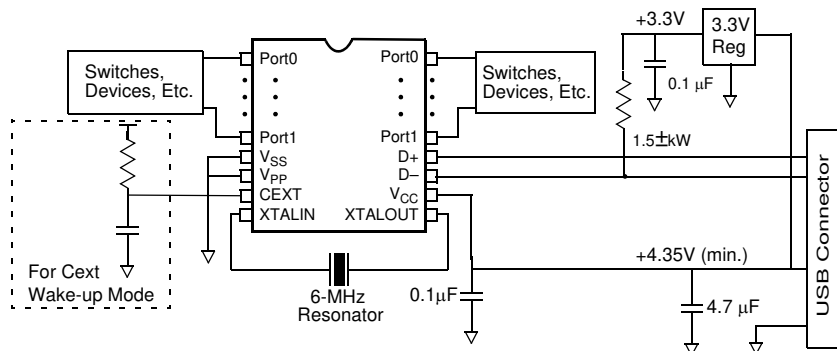 +3.3V
3.3V
Reg
0.1 μF
1.5±kW
Switches,
Devices, Etc.
Port0
Port1
VSS
VPP
CEXT
XTALIN
Port0
Port1
D+
D–
VCC
XTALOUT
Switches,
Devices, Etc.
For Cext
Wake-up Mode
6-MHz
Resonator
0.1μF
+4.35V (min.)
4.7 μF
USB Connector